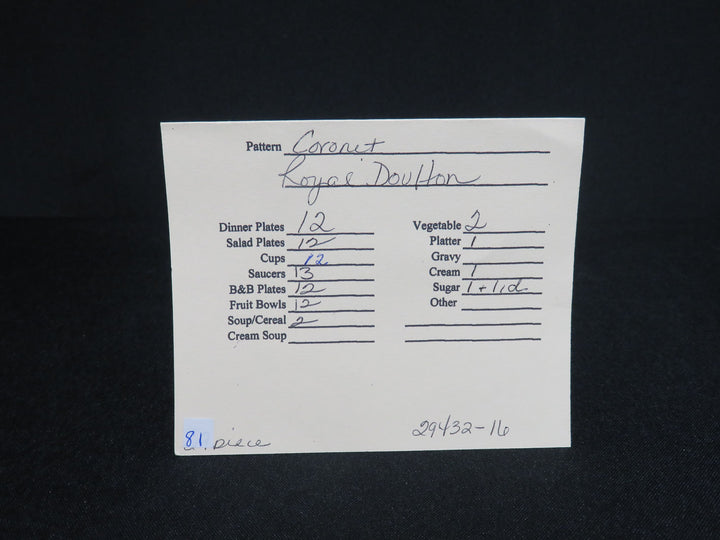 Pattern Coronet
Royal Doulton
Dinner Plates 12
Salad Plates 12
Cups 12
Saucers 13
B&B Plates 12
Fruit Bowls 12
Soup/Cereal 2
Cream Soup
Vegetable 2
Platter 1
Gravy
Cream 1
Sugar 1 + lid
Other
81 piece
29432-16